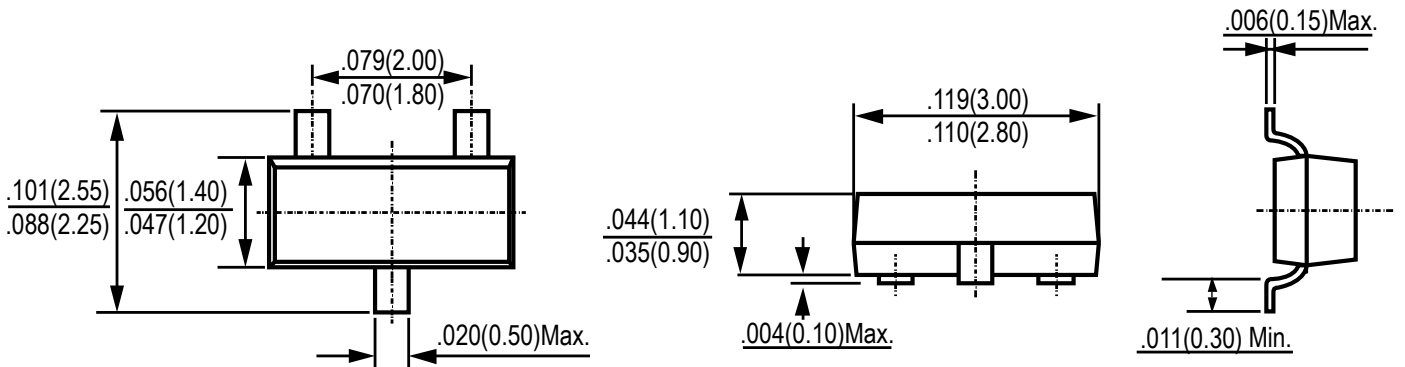 .079(2.00)
.070(1.80)
.101(2.55)
.088(2.25)
.056(1.40)
.047(1.20)
.020(0.50)Max.
.119(3.00)
.110(2.80)
.044(1.10)
.035(0.90)
.004(0.10)Max.
.006(0.15)Max.
.011(0.30) Min.